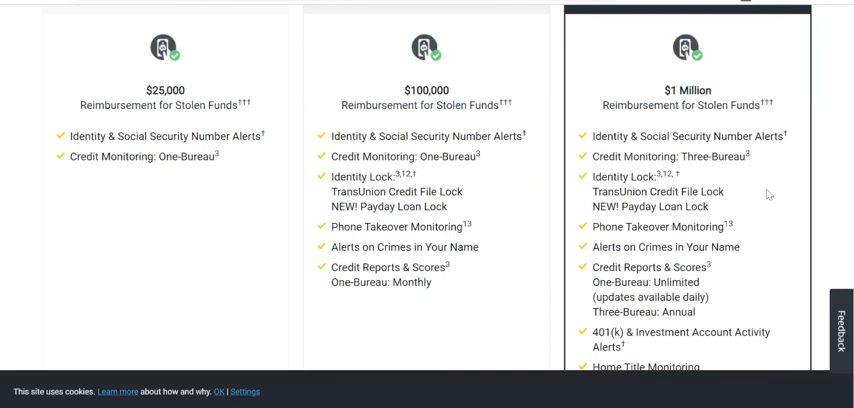 $25,000
Reimbursement for Stolen Funds†††
Identity & Social Security Number Alerts†
Credit Monitoring: One-Bureau3
$100,000
Reimbursement for Stolen Funds†††
Identity & Social Security Number Alerts†
Credit Monitoring: One-Bureau3
Identity Lock:3,12,†
TransUnion Credit File Lock
NEW! Payday Loan Lock
Phone Takeover Monitoring13
Alerts on Crimes in Your Name
Credit Reports & Scores3
One-Bureau: Monthly
$1 Million
Reimbursement for Stolen Funds†††
Identity & Social Security Number Alerts†
Credit Monitoring: Three-Bureau3
Identity Lock:3,12, †
TransUnion Credit File Lock
NEW! Payday Loan Lock
Phone Takeover Monitoring13
Alerts on Crimes in Your Name
Credit Reports & Scores3
One-Bureau: Unlimited
(updates available daily)
Three-Bureau: Annual
401(k) & Investment Account Activity
Alerts†
Home Title Monitoring
Feedback
This site uses cookies. Learn more about how and why. OK | Settings